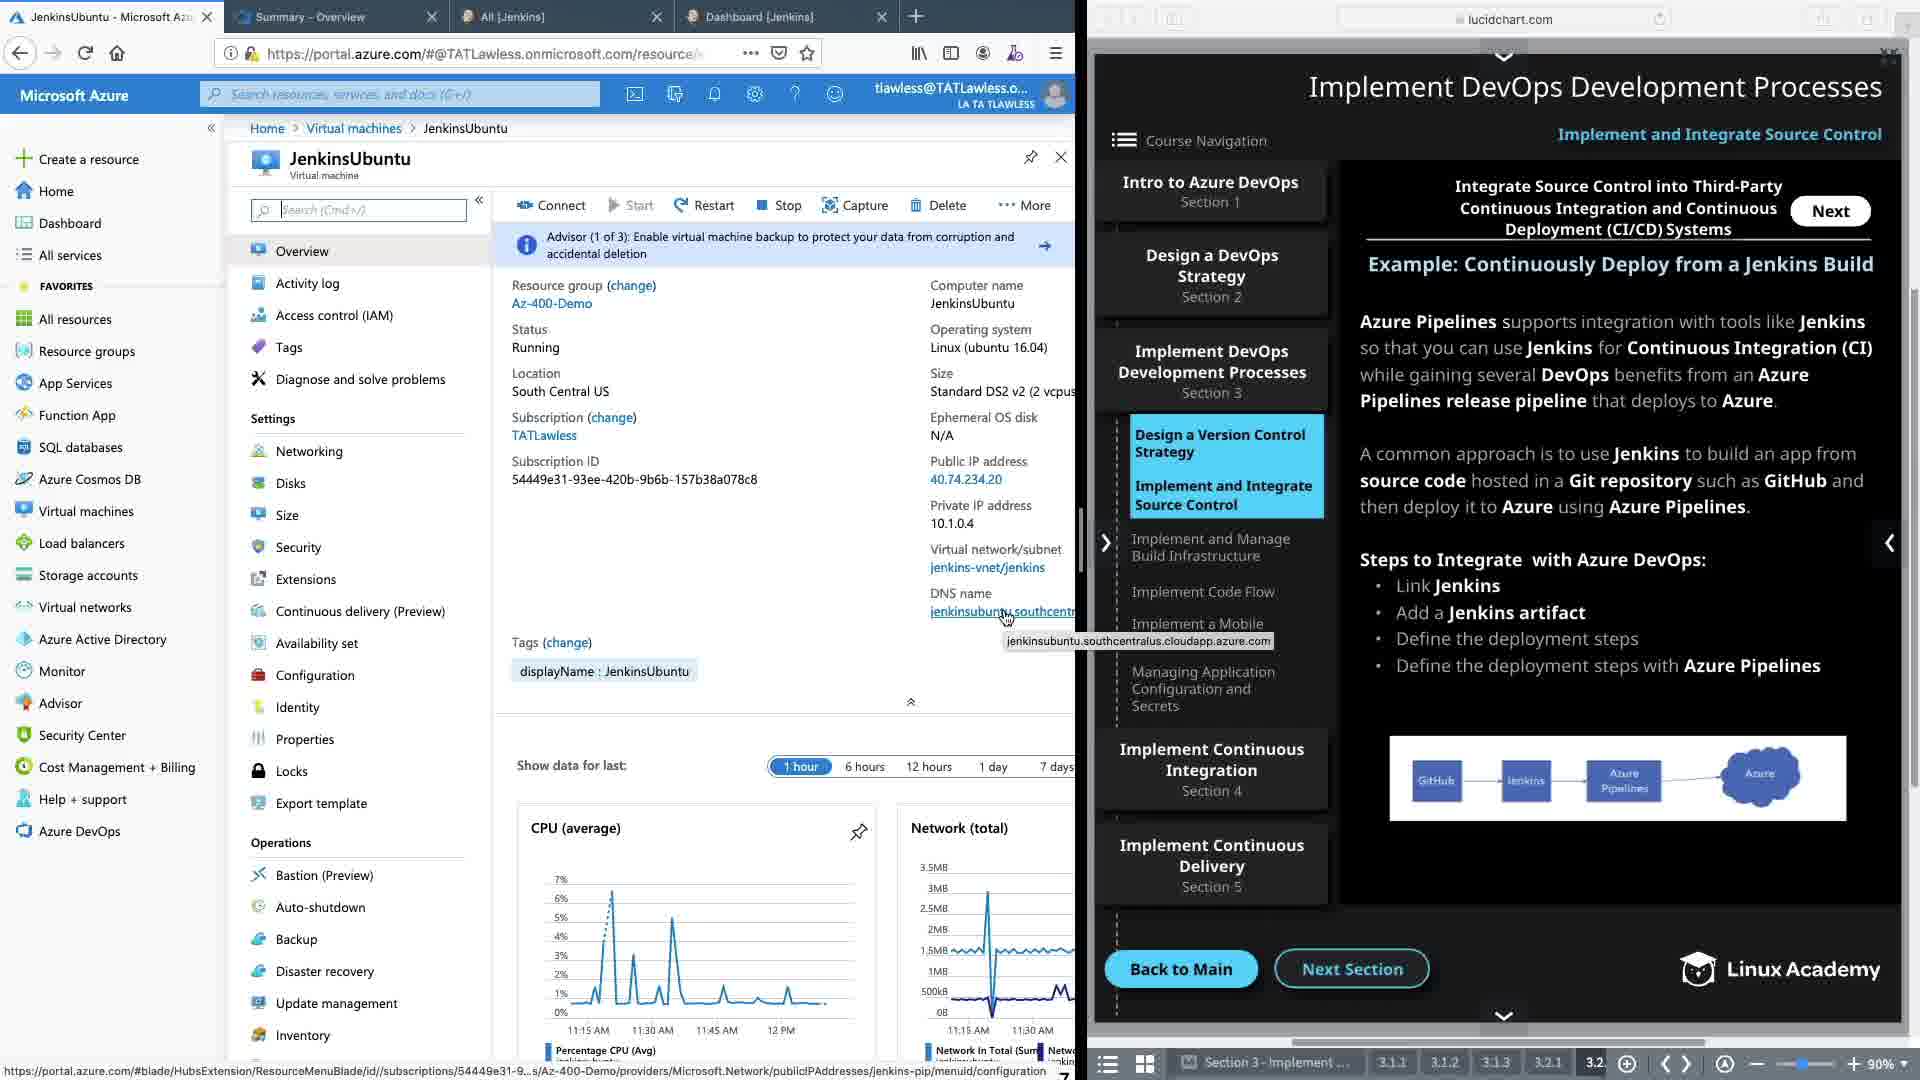 JenkinsUbuntu - Microsoft Azu
Summary - Overview
All [Jenkins]
Dashboard [Jenkins]
https://portal.azure.com/#@TATLawless.onmicrosoft.com/resource/
Microsoft Azure
Search resources, services, and docs (G+/)
tlawless@TATLawless.o...
LA TA TLAWLESS
Create a resource
Home
Dashboard
All services
FAVORITES
All resources
Resource groups
App Services
Function App
SQL databases
Azure Cosmos DB
Virtual machines
Load balancers
Storage accounts
Virtual networks
Azure Active Directory
Monitor
Advisor
Security Center
Cost Management + Billing
Help + support
Azure DevOps
Home > Virtual machines > JenkinsUbuntu
JenkinsUbuntu
Virtual machine
Search (Cmd+/)
Overview
Activity log
Access control (IAM)
Tags
Diagnose and solve problems
Settings
Networking
Disks
Size
Security
Extensions
Continuous delivery (Preview)
Availability set
Configuration
Identity
Properties
Locks
Export template
Operations
Bastion (Preview)
Auto-shutdown
Backup
Disaster recovery
Update management
Inventory
Connect Start Restart Stop Capture Delete More
Advisor (1 of 3): Enable virtual machine backup to protect your data from corruption and
accidental deletion
Resource group (change)
Az-400-Demo
Status
Running
Location
South Central US
Subscription (change)
TATLawless
Subscription ID
54449e31-93ee-420b-9b6b-157b38a078c8
Computer name
JenkinsUbuntu
Operating system
Linux (ubuntu 16.04)
Size
Standard DS2 v2 (2 vcpus
Ephemeral OS disk
N/A
Public IP address
40.74.234.20
Private IP address
10.1.0.4
Virtual network/subnet
jenkins-vnet/jenkins
DNS name
jenkinsubuntu.southcentr
jenkinsubuntu.southcentralus.cloudapp.azure.com
Tags (change)
displayName : JenkinsUbuntu
Show data for last:
1 hour 6 hours 12 hours 1 day 7 days
CPU (average)
7%
6%
5%
4%
3%
2%
1%
0%
11:15 AM 11:30 AM 11:45 AM 12 PM
Percentage CPU (Avg)
Network (total)
3.5MB
3MB
2.5MB
2MB
1.5MB
1MB
500kB
0B
11:15 AM 11:30 AM
Network In Total (Sum
Netwo
https://portal.azure.com/#blade/HubsExtension/ResourceMenuBlade/id//subscriptions/54449e31-9...s/Az-400-Demo/providers/Microsoft.Network/publicIPAddresses/jenkins-pip/menuid/configuration
lucidchart.com
Implement DevOps Development Processes
Course Navigation
Implement and Integrate Source Control
Intro to Azure DevOps
Section 1
Design a DevOps
Strategy
Section 2
Implement DevOps
Development Processes
Section 3
Design a Version Control
Strategy
Implement and Integrate
Source Control
Implement and Manage
Build Infrastructure
Implement Code Flow
Implement a Mobile
Managing Application
Configuration and
Secrets
Implement Continuous
Integration
Section 4
Implement Continuous
Delivery
Section 5
Integrate Source Control into Third-Party
Continuous Integration and Continuous
Deployment (CI/CD) Systems
Next
Example: Continuously Deploy from a Jenkins Build
Azure Pipelines supports integration with tools like Jenkins
so that you can use Jenkins for Continuous Integration (CI)
while gaining several DevOps benefits from an Azure
Pipelines release pipeline that deploys to Azure.
A common approach is to use Jenkins to build an app from
source code hosted in a Git repository such as GitHub and
then deploy it to Azure using Azure Pipelines.
Steps to Integrate with Azure DevOps:
• Link Jenkins
• Add a Jenkins artifact
• Define the deployment steps
• Define the deployment steps with Azure Pipelines
GitHub
Jenkins
Azure
Pipelines
Azure
Back to Main
Next Section
Linux Academy
Section 3 - Implement ...
3.1.1
3.1.2
3.1.3
3.2.1
3.2.
90%